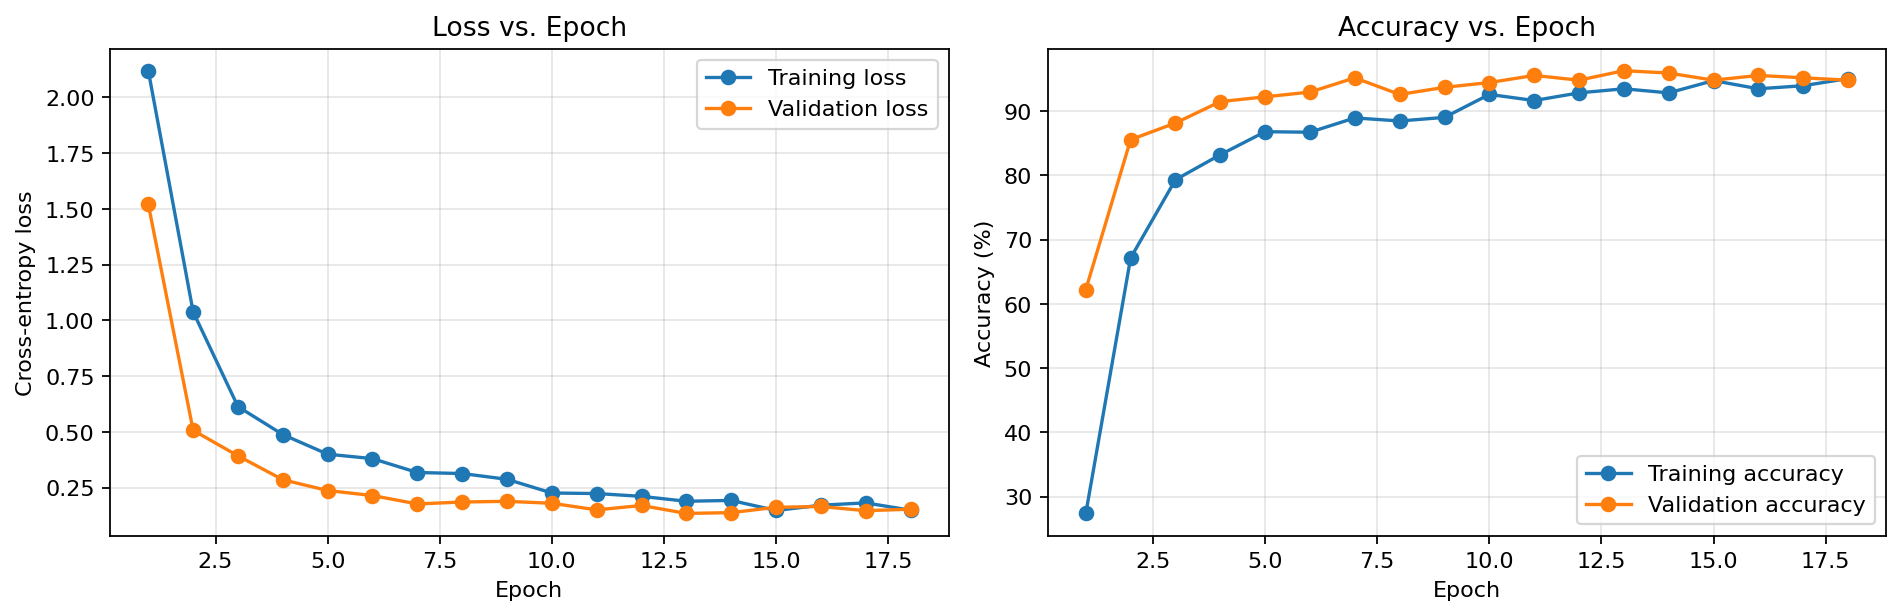 Loss vs. Epoch
Training loss
Validation loss
2.00
1.75
1.50
1.25
1.00
0.75
0.50
0.25
Cross-entropy loss
2.5 5.0 7.5 10.0 12.5 15.0 17.5
Epoch
Accuracy vs. Epoch
90
80
70
60
50
40
30
Accuracy (%)
Training accuracy
Validation accuracy
2.5 5.0 7.5 10.0 12.5 15.0 17.5
Epoch